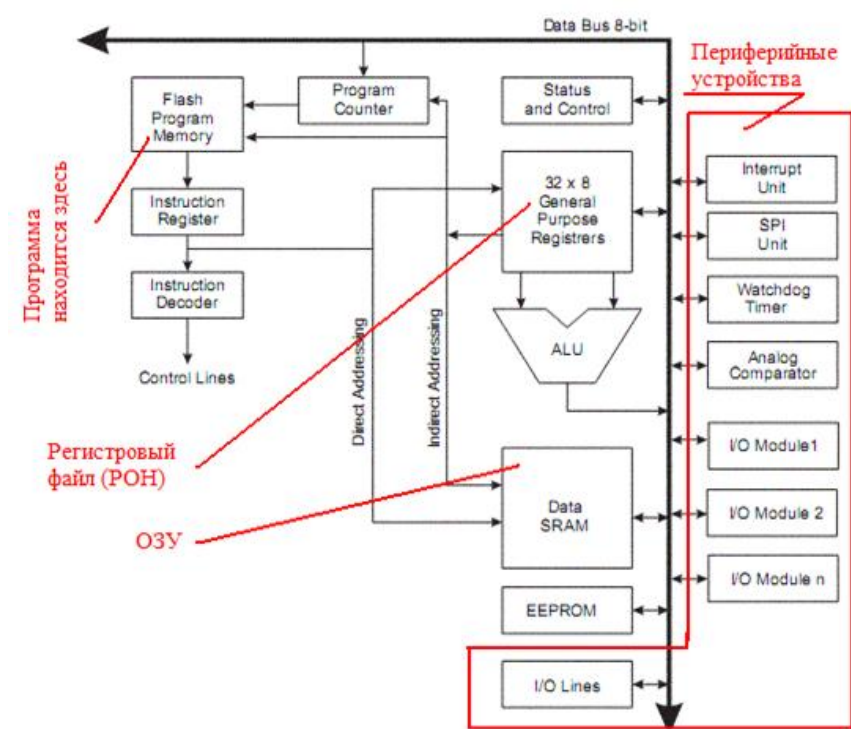 Data Bus 8-bit
Периферийные
устройства
Flash
Program
Memory
Program
Counter
Status
and Control
Interrupt
Unit
Программа
находится здесь
Instruction
Register
32 x 8
General
Purpose
Registrers
SPI
Unit
Instruction
Decoder
Watchdog
Timer
Control Lines
Direct Addressing
Indirect Addressing
ALU
Analog
Comparator
Регистровый
файл (РОН)
I/O Module1
ОЗУ
Data
SRAM
I/O Module 2
I/O Module n
EEPROM
I/O Lines